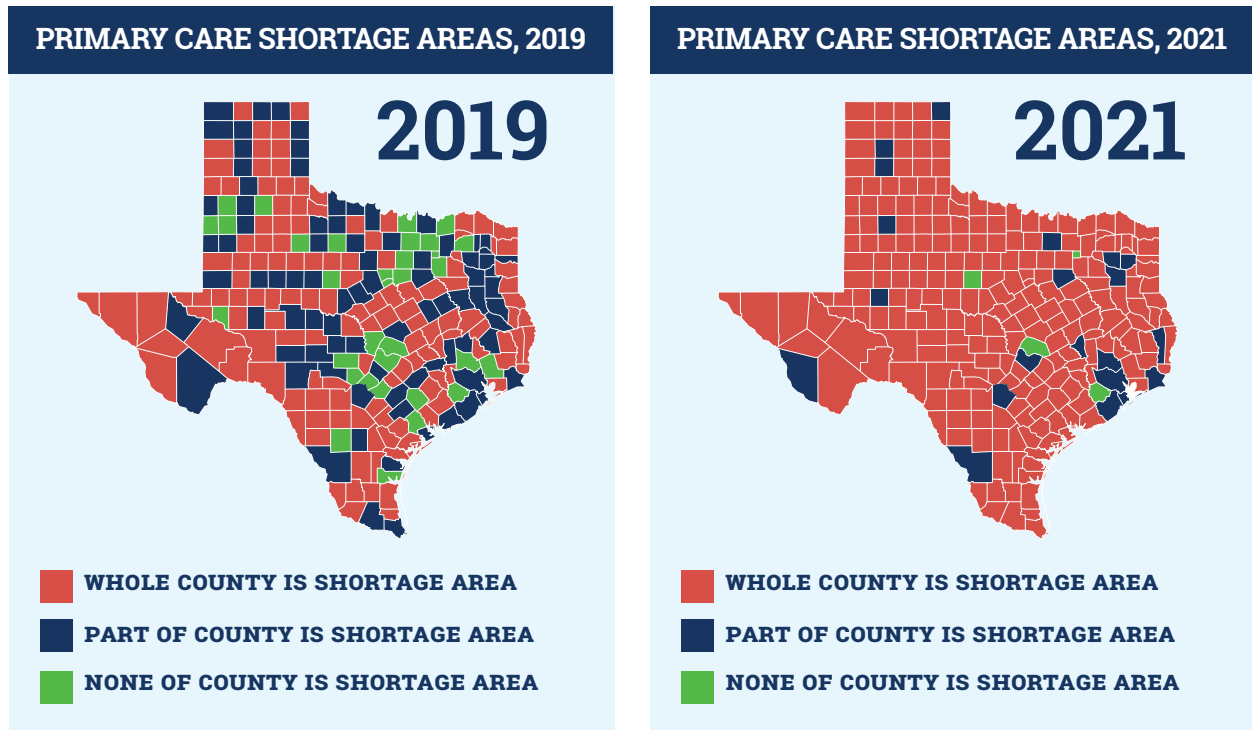 PRIMARY CARE SHORTAGE AREAS, 2019
2019
WHOLE COUNTY IS SHORTAGE AREA
PART OF COUNTY IS SHORTAGE AREA
NONE OF COUNTY IS SHORTAGE AREA
PRIMARY CARE SHORTAGE AREAS, 2021
2021
WHOLE COUNTY IS SHORTAGE AREA
PART OF COUNTY IS SHORTAGE AREA
NONE OF COUNTY IS SHORTAGE AREA